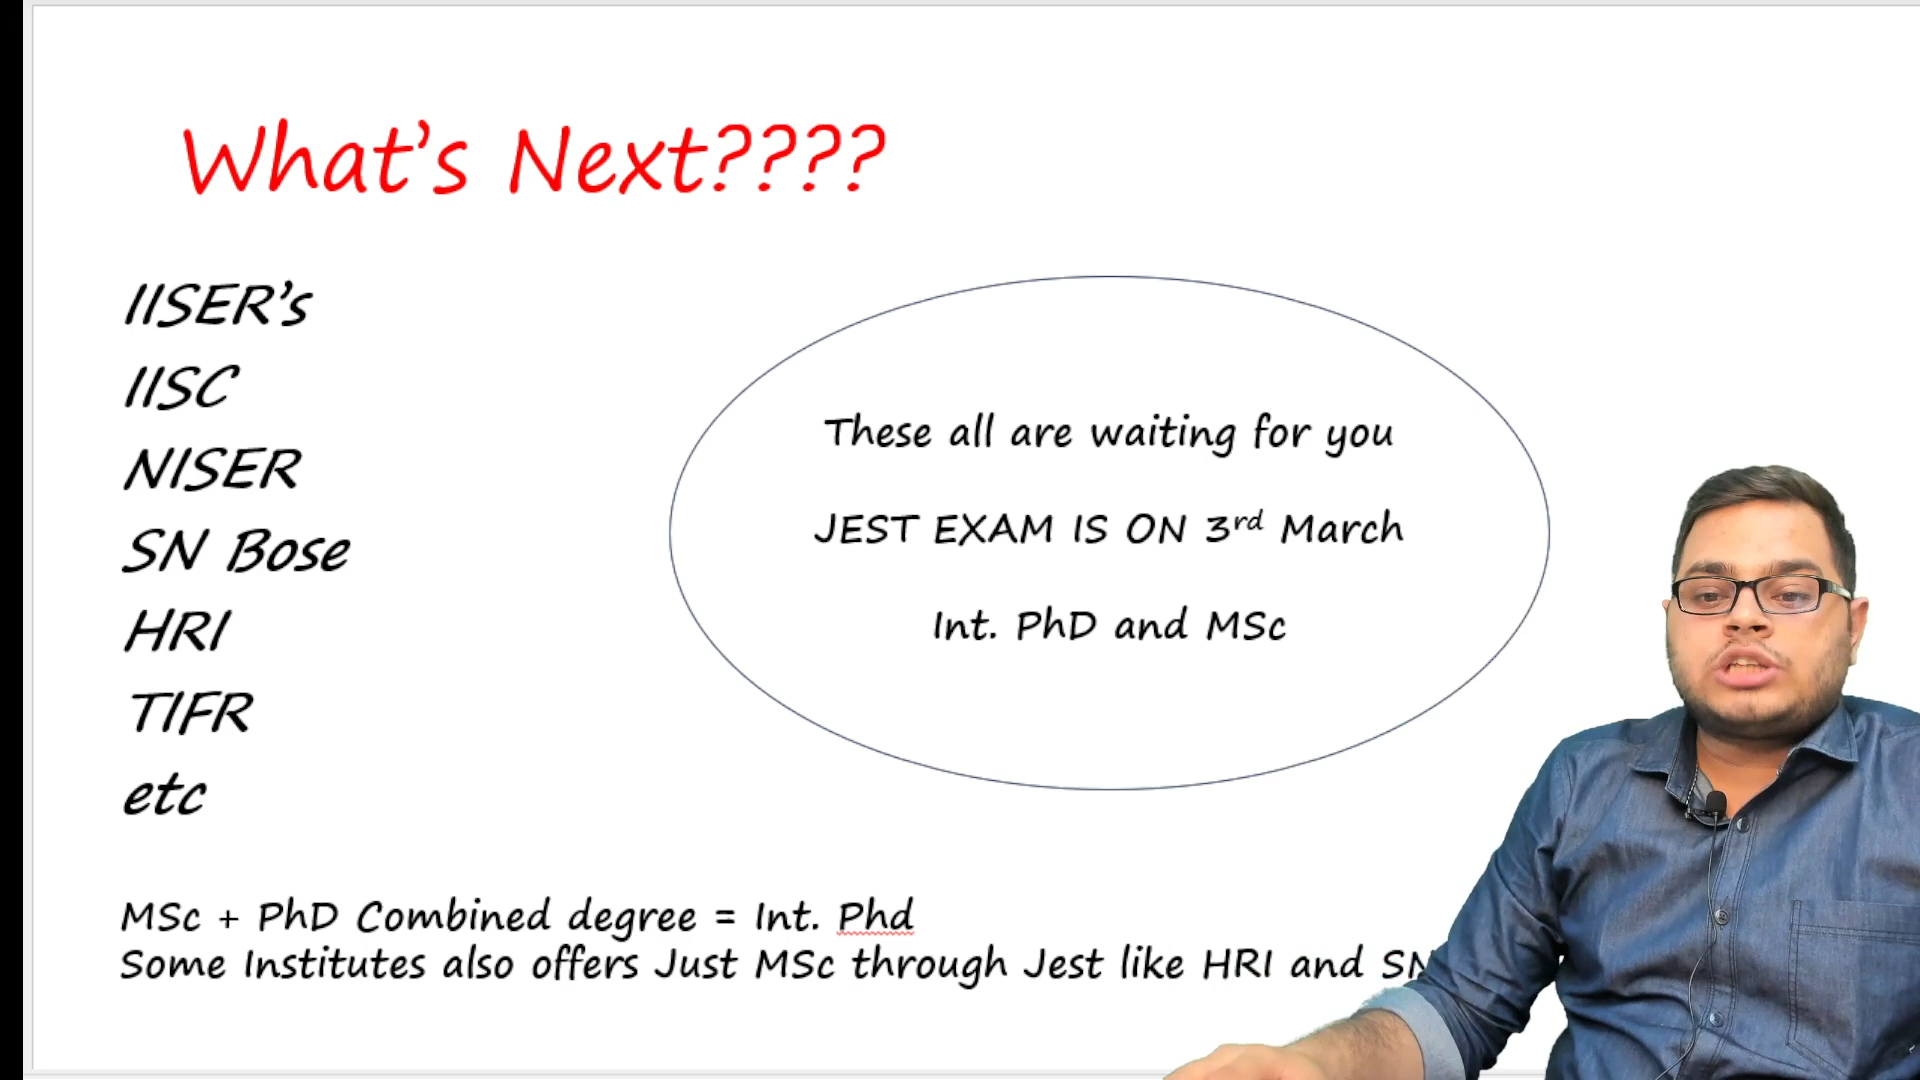 What's Next????
IISER's
IISC
NISER
SN Bose
HRI
TIFR
etc
These all are waiting for you
JEST EXAM IS ON 3rd March
Int. PhD and MSc
MSc + PhD Combined degree = Int. Phd
Some Institutes also offers Just MSc through Jest like HRI and SN